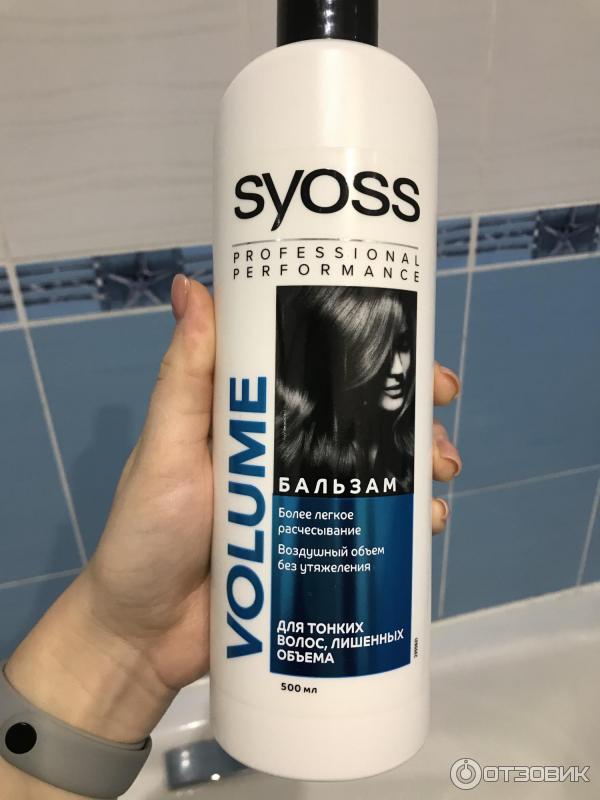 syoss
PROFESSIONAL
PERFORMANCE
VOLUME
БАЛЬЗАМ
Более легкое
расчесывание
Воздушный объем
без утяжеления
ДЛЯ ТОНКИХ
ВОЛОС, ЛИШЕННЫХ
ОБЪЕМА
500 мл
ОТЗОВИК